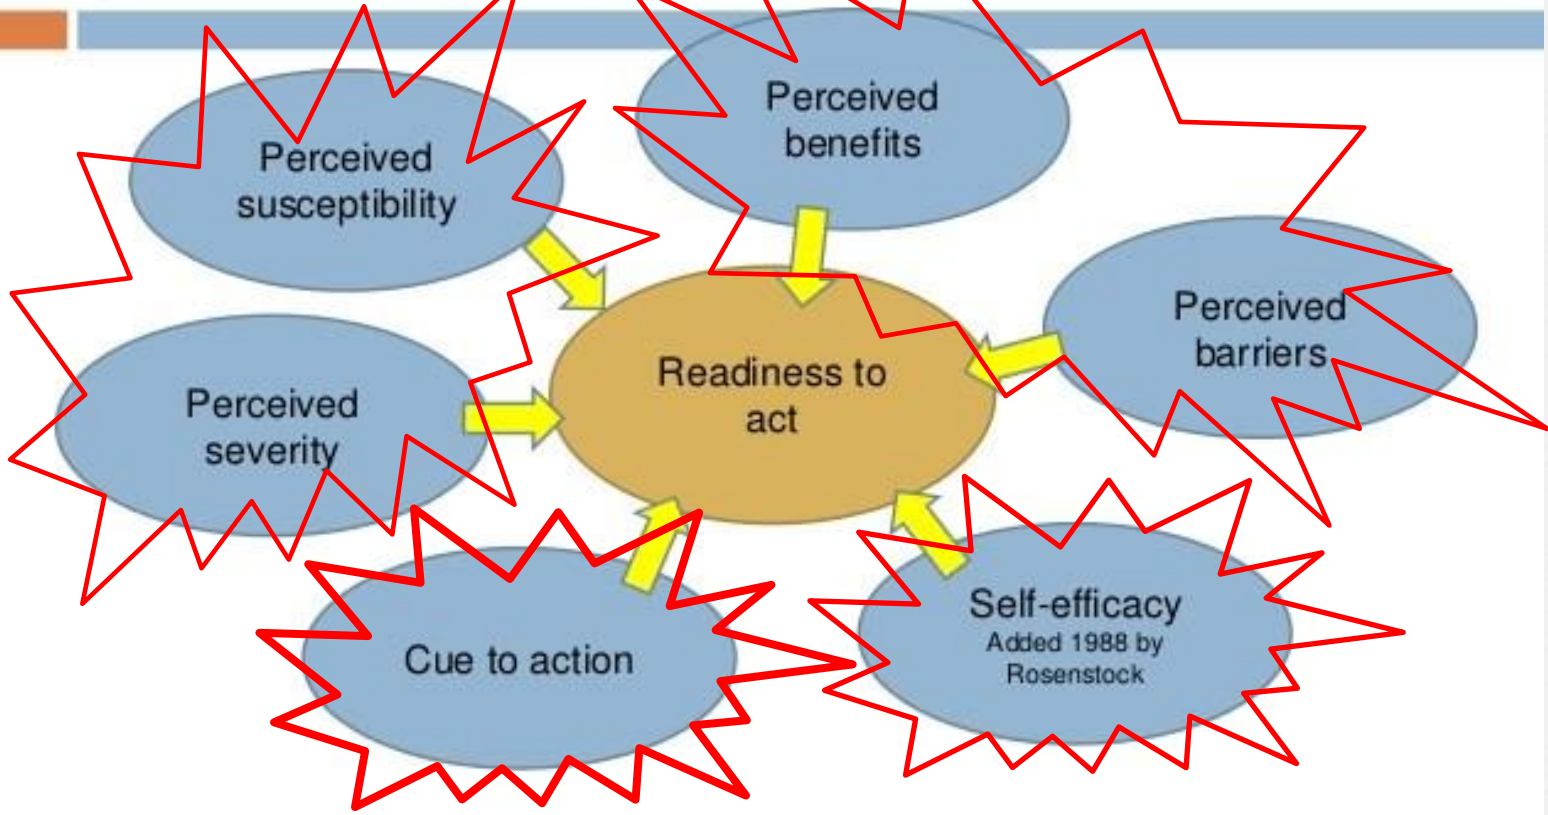 Perceived
benefits
Perceived
susceptibility
Perceived
barriers
Readiness to
act
Perceived
severity
Self-efficacy
Added 1988 by
Rosenstock
Cue to action